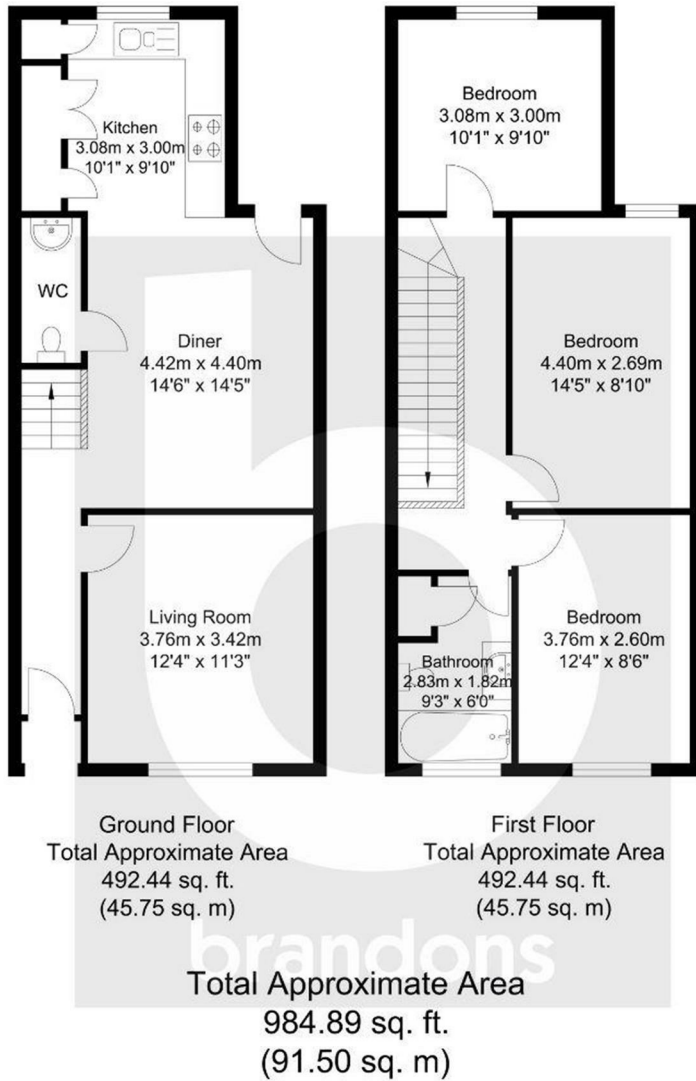 Kitchen
3.08m x 3.00m
10'1" x 9'10"
WC
Diner
4.42m x 4.40m
14'6" x 14'5"
Living Room
3.76m x 3.42m
12'4" x 11'3"
Bedroom
3.08m x 3.00m
10'1" x 9'10"
Bedroom
4.40m x 2.69m
14'5" x 8'10"
Bedroom
3.76m x 2.60m
12'4" x 8'6"
Bathroom
2.83m x 1.82m
9'3" x 6'0"
Ground Floor
Total Approximate Area
492.44 sq. ft.
(45.75 sq. m)
First Floor
Total Approximate Area
492.44 sq. ft.
(45.75 sq. m)
b
brandons
Total Approximate Area
984.89 sq. ft.
(91.50 sq. m)